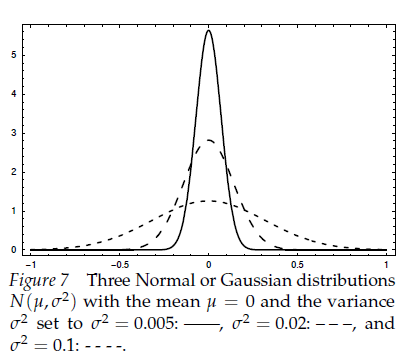 5
4
3
2
1
0
−1 −0.5 0 0.5 1
Figure 7 Three Normal or Gaussian distributions
N(μ, σ²) with the mean μ = 0 and the variance
σ² set to σ² = 0.005: ——, σ² = 0.02: – – –, and
σ² = 0.1: - - - -.